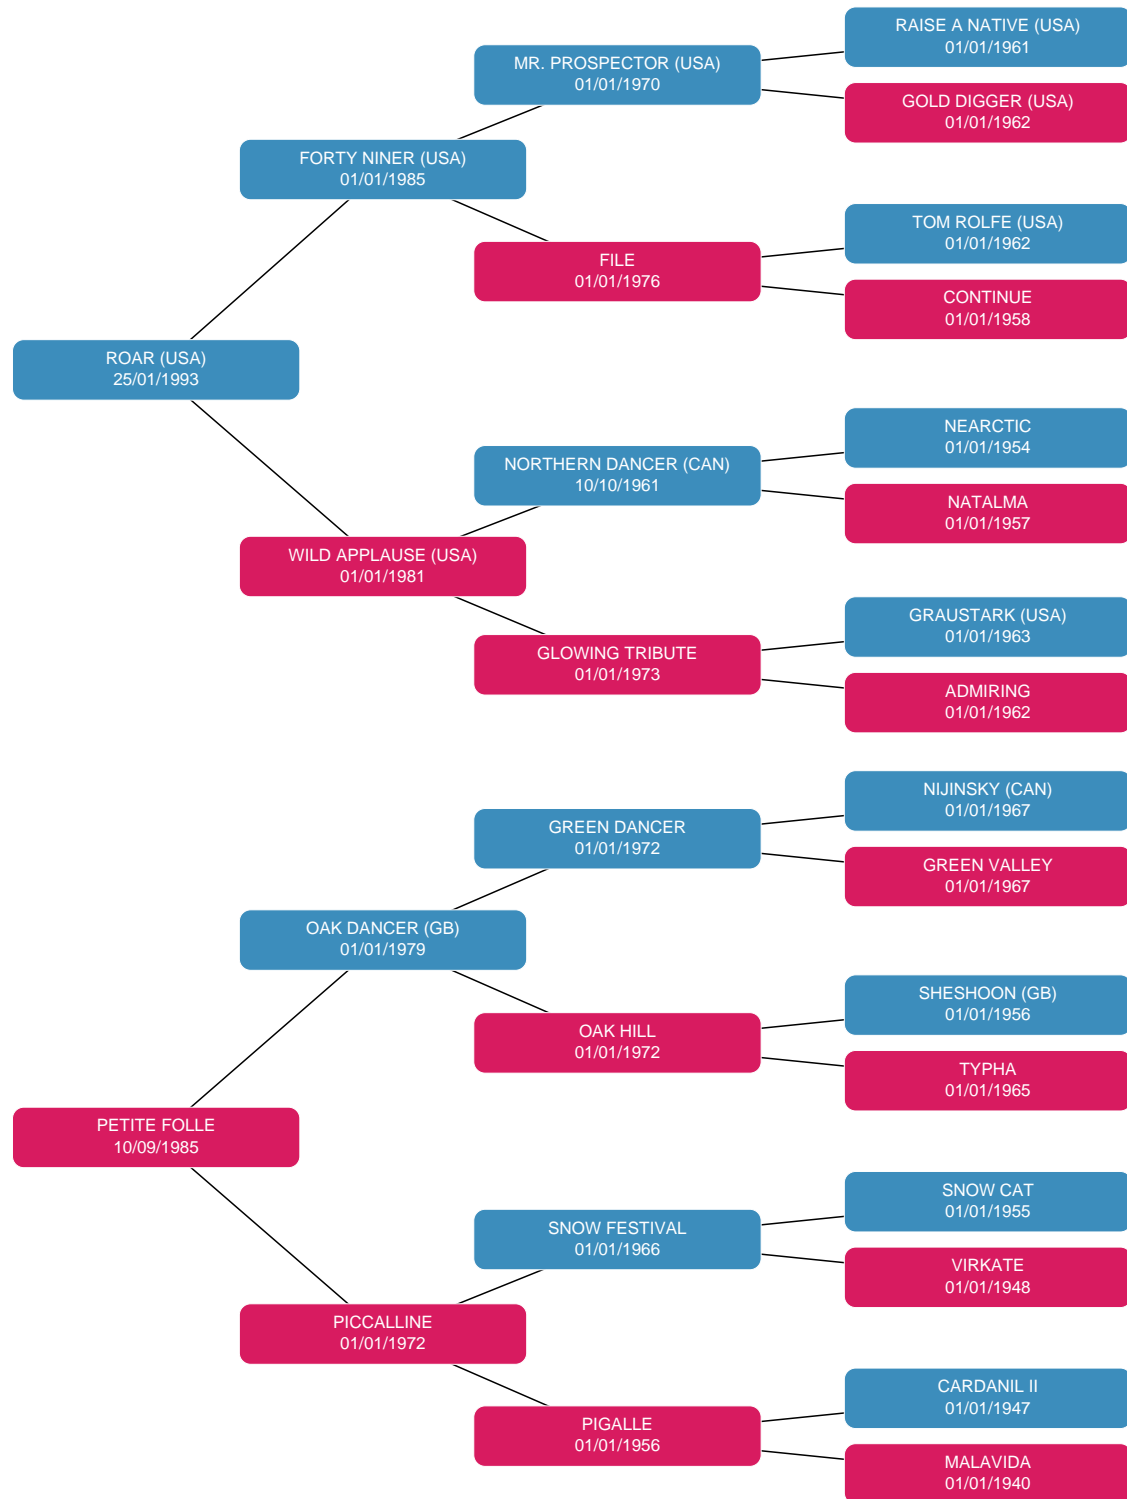 RAISE A NATIVE (USA)
01/01/1961
MR. PROSPECTOR (USA)
01/01/1970
GOLD DIGGER (USA)
01/01/1962
FORTY NINER (USA)
01/01/1985
TOM ROLFE (USA)
01/01/1962
FILE
01/01/1976
CONTINUE
01/01/1958
ROAR (USA)
25/01/1993
NEARCTIC
01/01/1954
NORTHERN DANCER (CAN)
10/10/1961
NATALMA
01/01/1957
WILD APPLAUSE (USA)
01/01/1981
GRAUSTARK (USA)
01/01/1963
GLOWING TRIBUTE
01/01/1973
ADMIRING
01/01/1962
NIJINSKY (CAN)
01/01/1967
GREEN DANCER
01/01/1972
GREEN VALLEY
01/01/1967
OAK DANCER (GB)
01/01/1979
SHESHOON (GB)
01/01/1956
OAK HILL
01/01/1972
TYPHA
01/01/1965
PETITE FOLLE
10/09/1985
SNOW CAT
01/01/1955
SNOW FESTIVAL
01/01/1966
VIRKATE
01/01/1948
PICCALLINE
01/01/1972
CARDANIL II
01/01/1947
PIGALLE
01/01/1956
MALAVIDA
01/01/1940